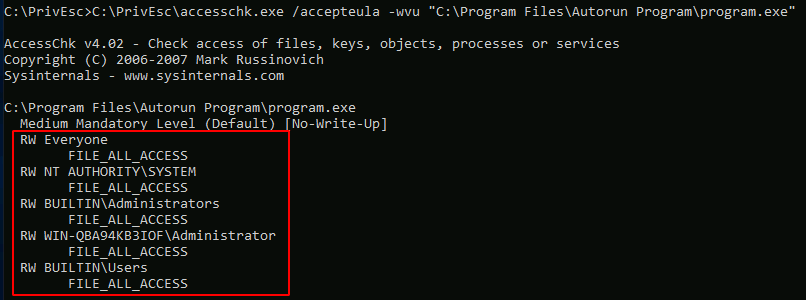 C:\PrivEsc>C:\PrivEsc\accesschk.exe /accepteula -wvu "C:\Program Files\Autorun Program\program.exe"
AccessChk v4.02 - Check access of files, keys, objects, processes or services
Copyright (C) 2006-2007 Mark Russinovich
Sysinternals - www.sysinternals.com
C:\Program Files\Autorun Program\program.exe
Medium Mandatory Level (Default) [No-Write-Up]
RW Everyone
FILE_ALL_ACCESS
RW NT AUTHORITY\SYSTEM
FILE_ALL_ACCESS
RW BUILTIN\Administrators
FILE_ALL_ACCESS
RW WIN-QBA94KB3IOF\Administrator
FILE_ALL_ACCESS
RW BUILTIN\Users
FILE_ALL_ACCESS